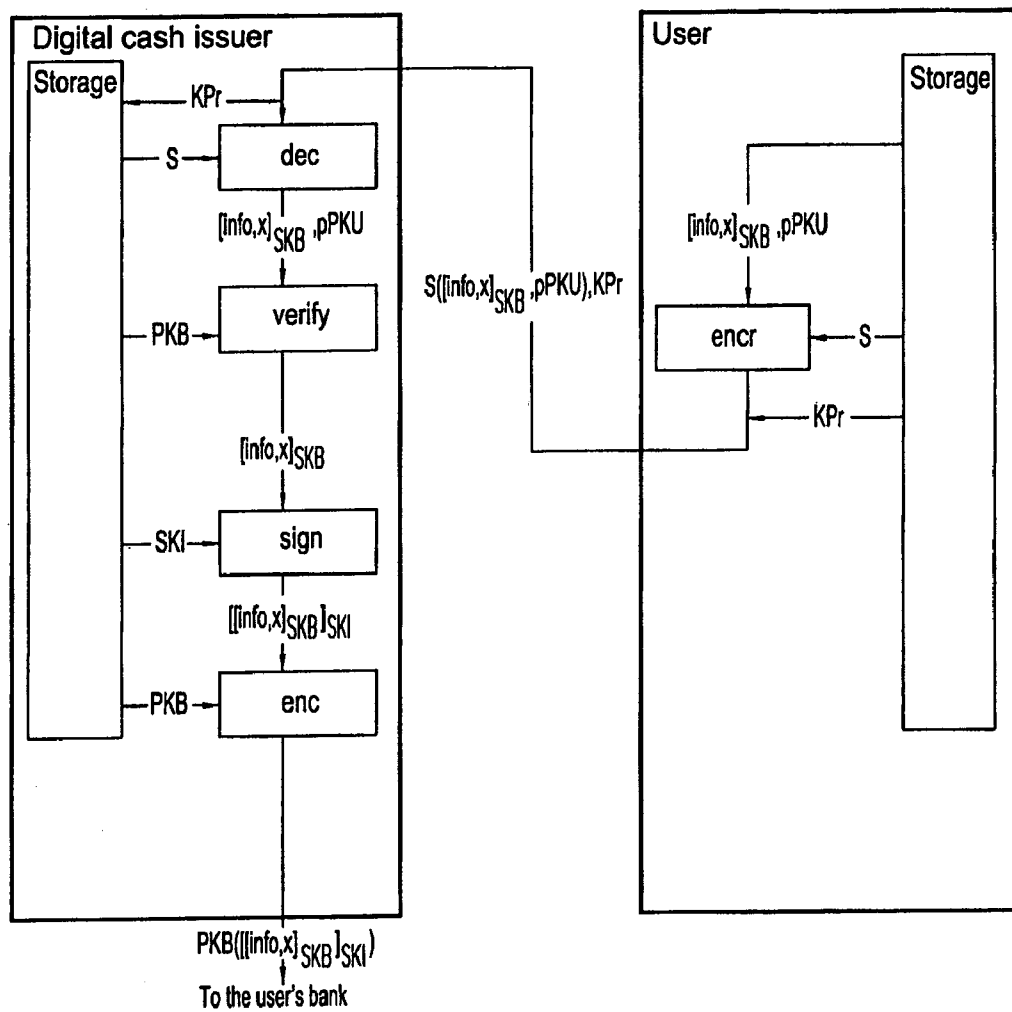 Digital cash issuer
Storage
KPr
S
dec
[info,x]SKB ,pPKU
verify
PKB
[info,x]SKB
SKI
sign
[[info,x]SKB]SKI
PKB
enc
PKB([[info,x]SKB]SKI)
To the user's bank
S([info,x]SKB ,pPKU),KPr
User
Storage
[info,x]SKB ,pPKU
encr
S
KPr